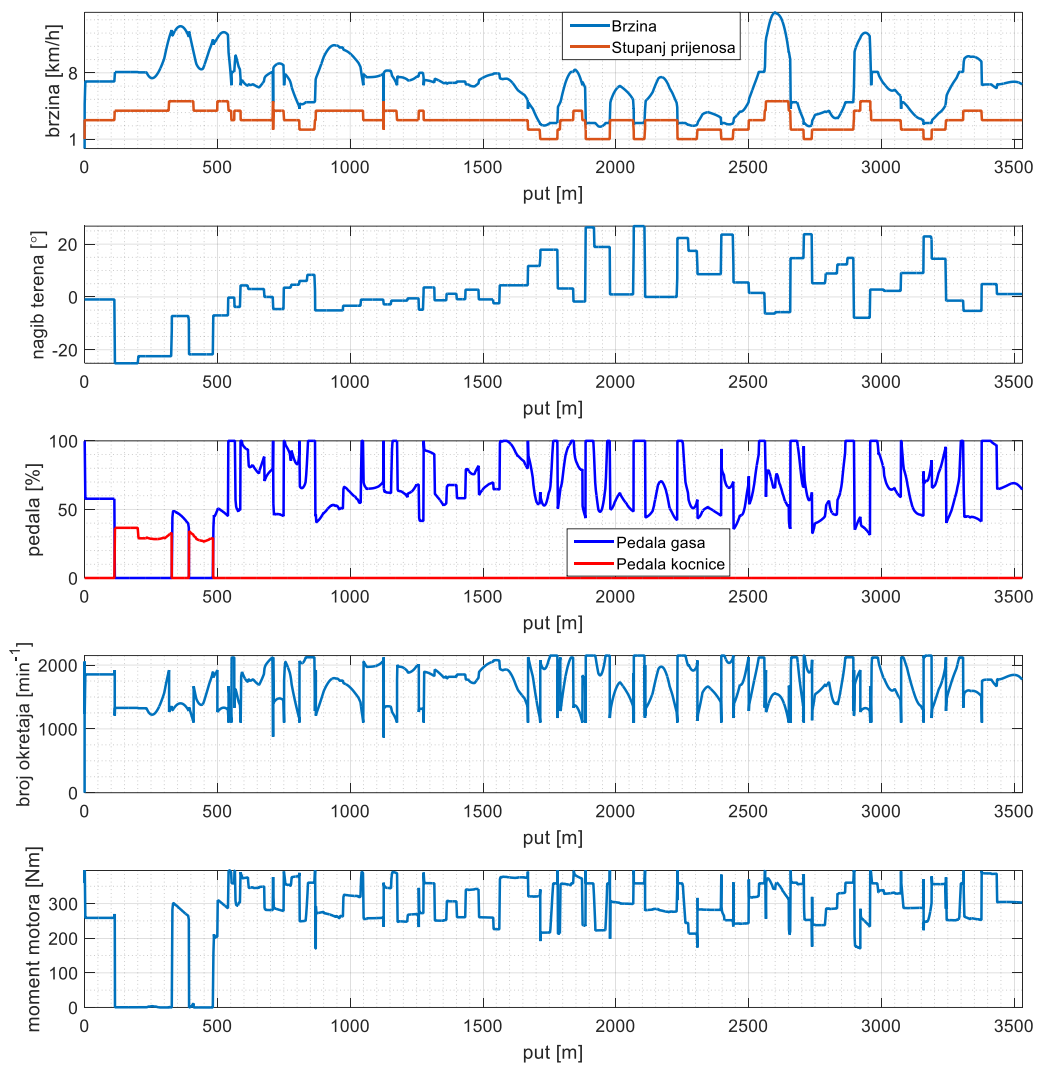 brzina [km/h]
8
1
Brzina
Stupanj prijenosa
0 500 1000 1500 2000 2500 3000 3500
put [m]
nagib terena [°]
20
0
-20
0 500 1000 1500 2000 2500 3000 3500
put [m]
pedala [%]
100
50
0
Pedala gasa
Pedala kocnice
0 500 1000 1500 2000 2500 3000 3500
put [m]
broj okretaja [min⁻¹]
2000
1000
0
0 500 1000 1500 2000 2500 3000 3500
put [m]
moment motora [Nm]
300
200
100
0
0 500 1000 1500 2000 2500 3000 3500
put [m]